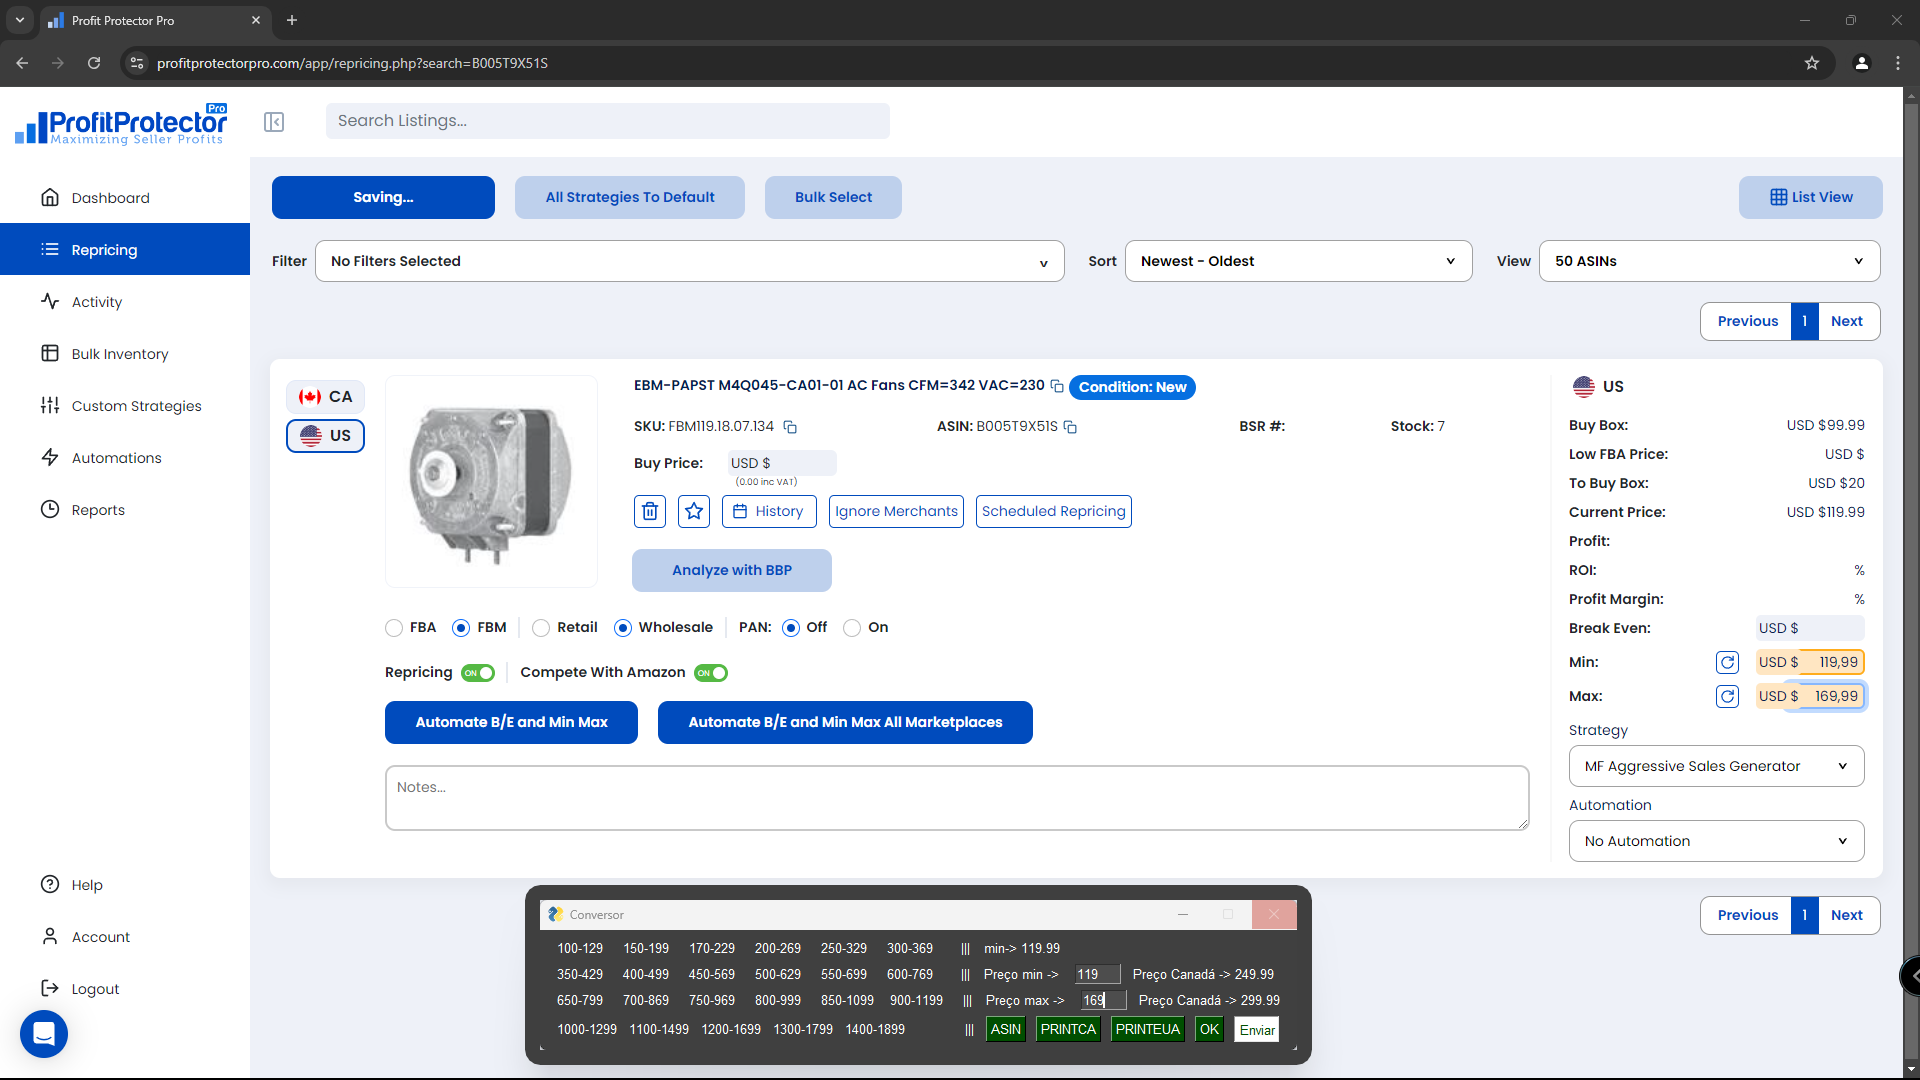 Profit Protector Pro
profitprotectorpro.com/app/repricing.php?search=B005T9X51S
ProfitProtector Pro
Maximizing Seller Profits
Search Listings...
Dashboard
Repricing
Activity
Bulk Inventory
Custom Strategies
Automations
Reports
Help
Account
Logout
Saving...
All Strategies To Default
Bulk Select
List View
Filter
No Filters Selected
Sort
Newest - Oldest
View
50 ASINs
Previous
1
Next
CA
US
EBM-PAPST M4Q045-CA01-01 AC Fans CFM=342 VAC=230
Condition: New
SKU: FBM119.18.07.134
ASIN: B005T9X51S
BSR #:
Stock: 7
Buy Price:
USD $
(0.00 inc VAT)
History
Ignore Merchants
Scheduled Repricing
Analyze with BBP
FBA
FBM
Retail
Wholesale
PAN:
Off
On
Repricing
ON
Compete With Amazon
ON
Automate B/E and Min Max
Automate B/E and Min Max All Marketplaces
Notes...
US
Buy Box: USD $99.99
Low FBA Price: USD $
To Buy Box: USD $20
Current Price: USD $119.99
Profit:
ROI: %
Profit Margin: %
Break Even: USD $
Min: USD $ 119,99
Max: USD $ 169,99
Strategy
MF Aggressive Sales Generator
Automation
No Automation
Previous
1
Next
Conversor
100-129 150-199 170-229 200-269 250-329 300-369 ||| min-> 119.99
350-429 400-499 450-569 500-629 550-699 600-769 ||| Preço min -> 119 Preço Canadá -> 249.99
650-799 700-869 750-969 800-999 850-1099 900-1199 ||| Preço max -> 169 Preço Canadá -> 299.99
1000-1299 1100-1499 1200-1699 1300-1799 1400-1899 ||| ASIN PRINTCA PRINTEUA OK Enviar